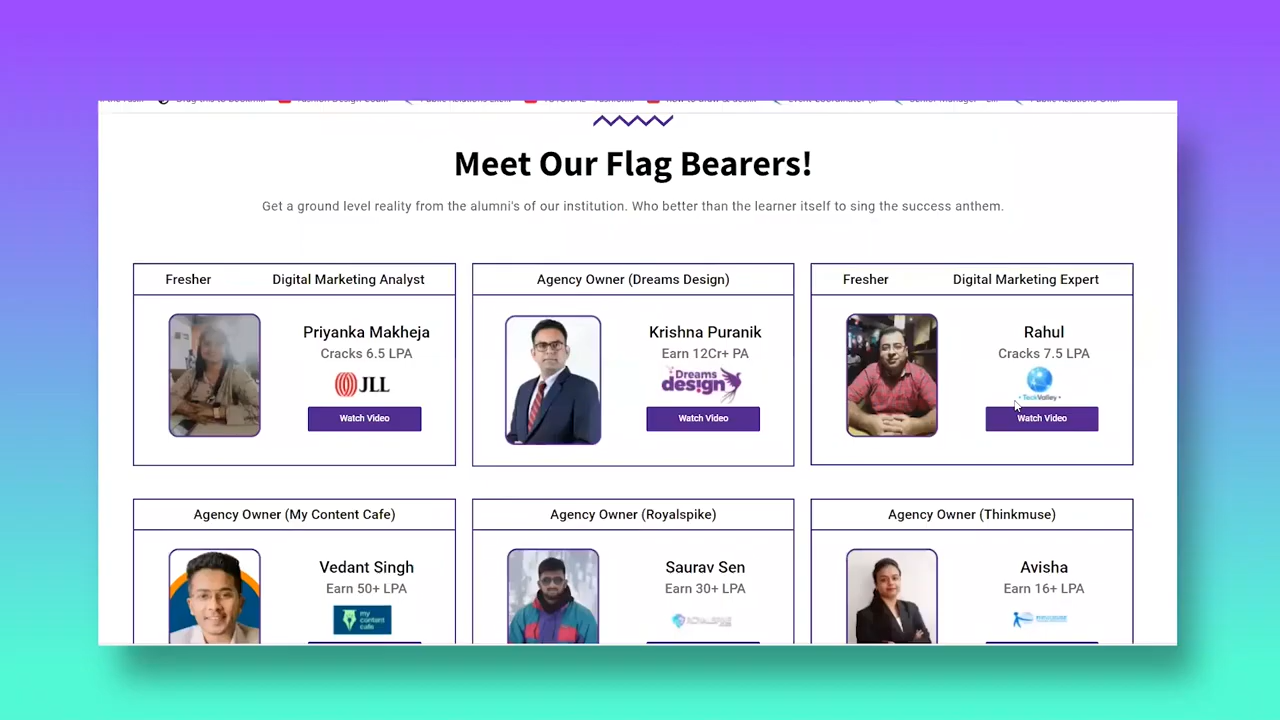 Meet Our Flag Bearers!
Get a ground level reality from the alumni's of our institution. Who better than the learner itself to sing the success anthem.
Fresher Digital Marketing Analyst
Priyanka Makheja
Cracks 6.5 LPA
JLL
Watch Video
Agency Owner (Dreams Design)
Krishna Puranik
Earn 12Cr+ PA
Dreams
design
Watch Video
Fresher Digital Marketing Expert
Rahul
Cracks 7.5 LPA
TechValley
Watch Video
Agency Owner (My Content Cafe)
Vedant Singh
Earn 50+ LPA
my
content
cafe
Agency Owner (Royalspike)
Saurav Sen
Earn 30+ LPA
Agency Owner (Thinkmuse)
Avisha
Earn 16+ LPA